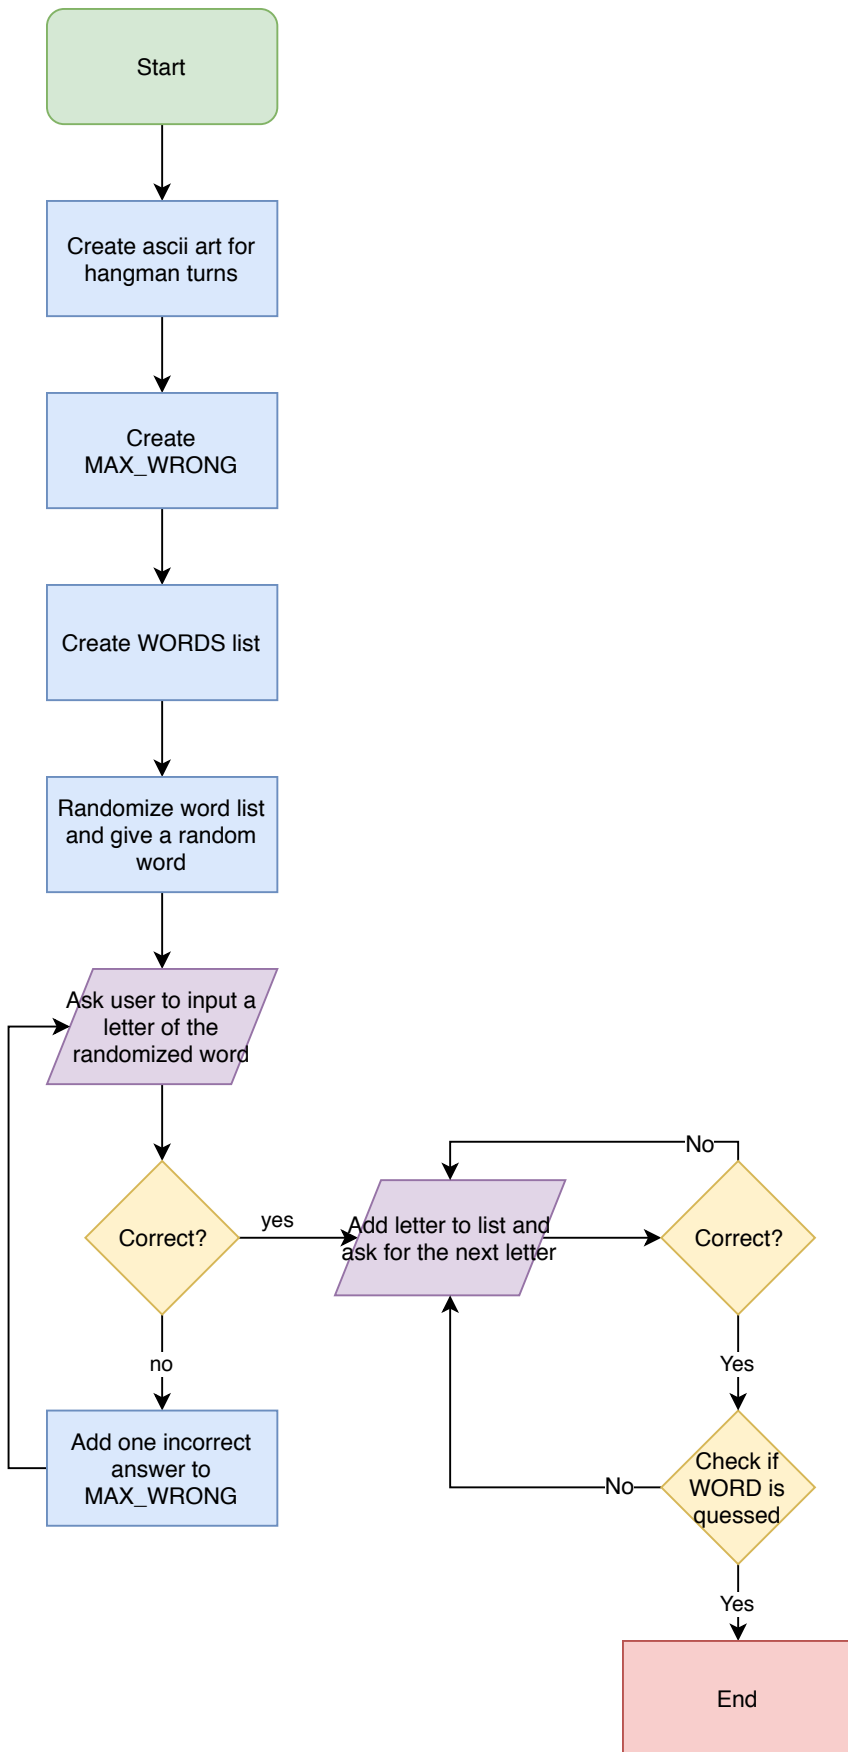 Start
Create ascii art for
hangman turns
Create
MAX_WRONG
Create WORDS list
Randomize word list
and give a random
word
Ask user to input a
letter of the
randomized word
Correct?
yes
no
Add one incorrect
answer to
MAX_WRONG
Add letter to list and
ask for the next letter
No
Correct?
Yes
Check if
WORD is
quessed
No
Yes
End